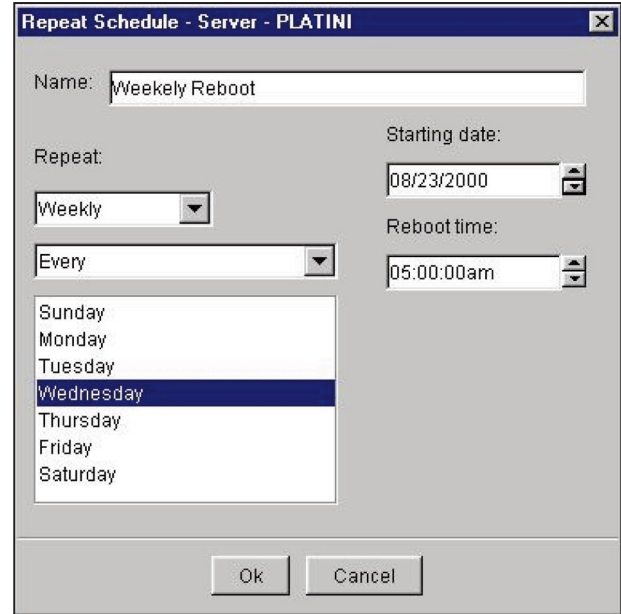 Repeat Schedule - Server - PLATINI
Name: Weekely Reboot
Repeat:
Weekly
Every
Sunday
Monday
Tuesday
Wednesday
Thursday
Friday
Saturday
Starting date:
08/23/2000
Reboot time:
05:00:00am
Ok Cancel